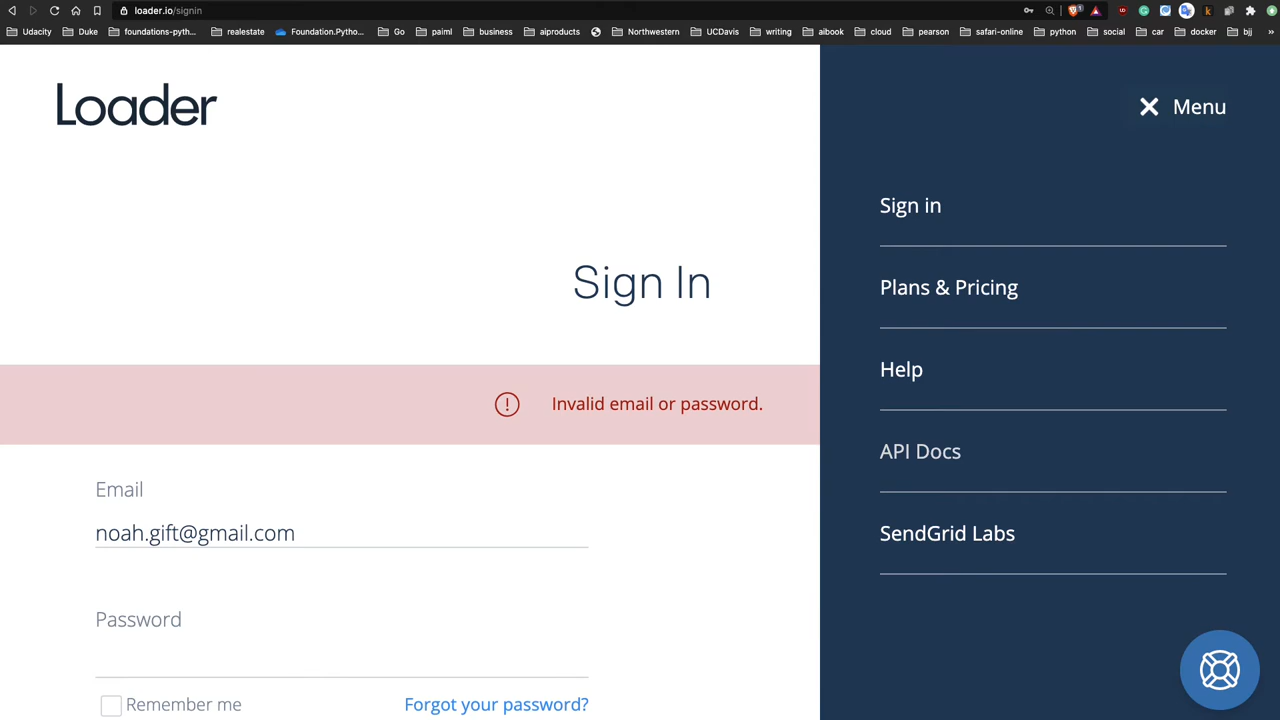 loader.io/signin
Udacity Duke foundations-pyth... realestate Foundation.Pytho... Go paiml business aiproducts Northwestern UCDavis writing aibook cloud pearson safari-online python social car docker bjj »
Loader
Menu
Sign in
Plans & Pricing
Help
API Docs
SendGrid Labs
Sign In
Invalid email or password.
Email
noah.gift@gmail.com
Password
Remember me Forgot your password?